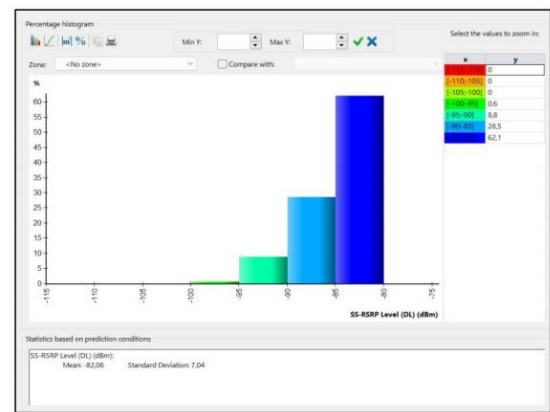 Percentage histogram
Min Y:
Max Y:
Select the values to zoom in:
Zone: <No zone>
Compare with:
x y
[-115;-110] 0
[-110;-105] 0
[-105;-100] 0
[-100;-95] 0,6
[-95;-90] 8,8
[-90;-85] 28,5
62,1
%
60
55
50
45
40
35
30
25
20
15
10
5
0
-115 -110 -105 -100 -95 -90 -85 -80 -75
SS-RSRP Level (DL) (dBm)
Statistics based on prediction conditions
SS-RSRP Level (DL) (dBm):
Mean: -82,06 Standard Deviation: 7,04